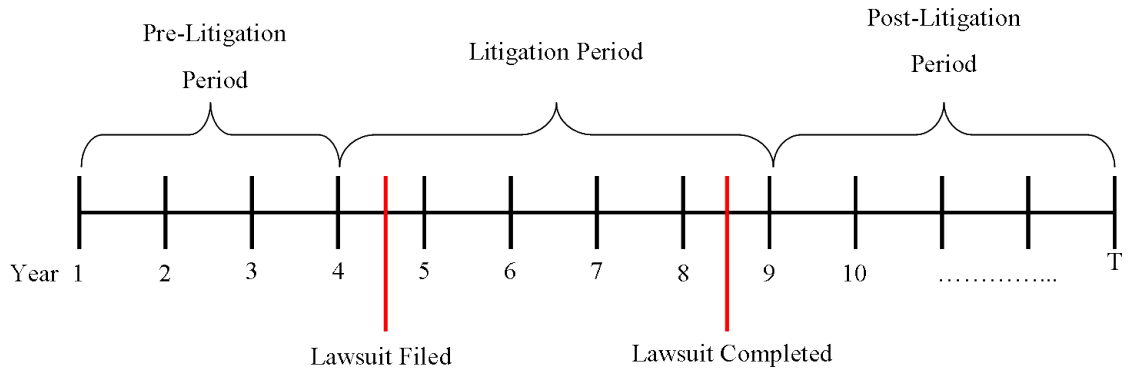 Pre-Litigation
Period
Litigation Period
Post-Litigation
Period
Year 1 2 3 4 5 6 7 8 9 10 …………... T
Lawsuit Filed
Lawsuit Completed